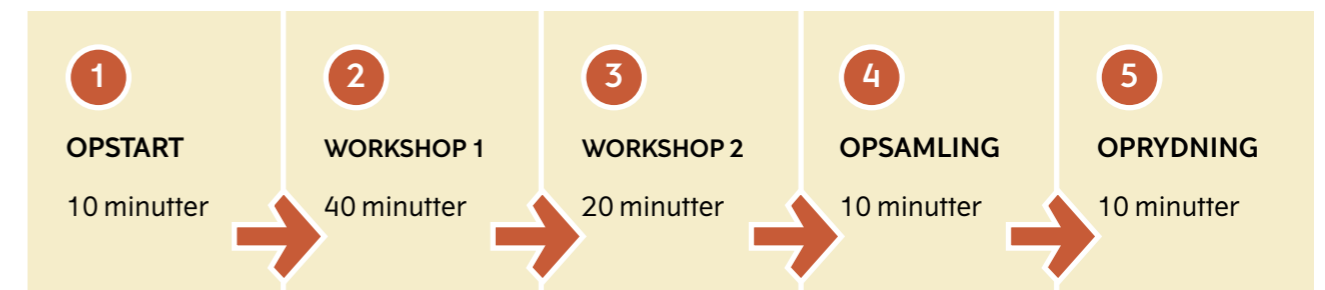 1
OPSTART
10 minutter
2
WORKSHOP 1
40 minutter
3
WORKSHOP 2
20 minutter
4
OPSAMLING
10 minutter
5
OPRYDNING
10 minutter